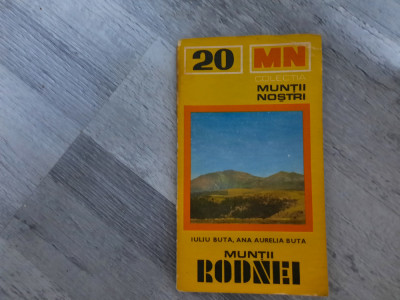 20 MN
COLECȚIA
MUNȚII
NOȘTRI
IULIU BUTA, ANA AURELIA BUTA
MUNȚII
RODNEI